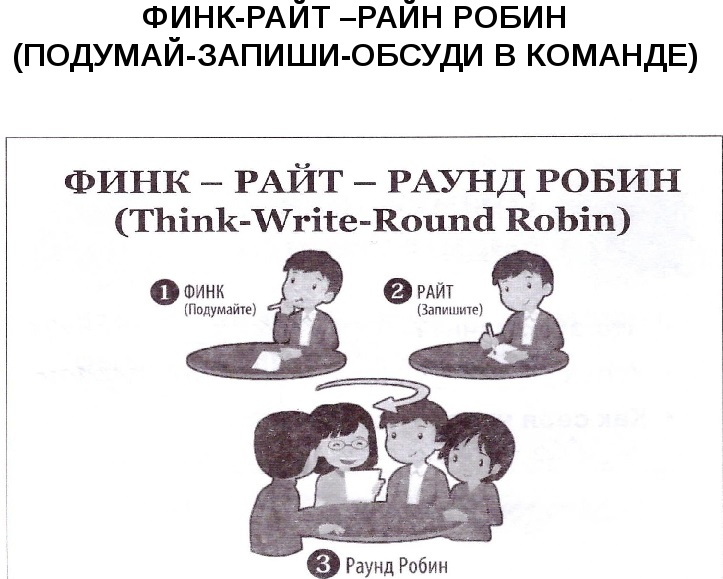 ФИНК-РАЙТ –РАЙН РОБИН
(ПОДУМАЙ-ЗАПИШИ-ОБСУДИ В КОМАНДЕ)
ФИНК – РАЙТ – РАУНД РОБИН
(Think-Write-Round Robin)
1 ФИНК
(Подумайте)
2 РАЙТ
(Запишите)
3 Раунд Робин